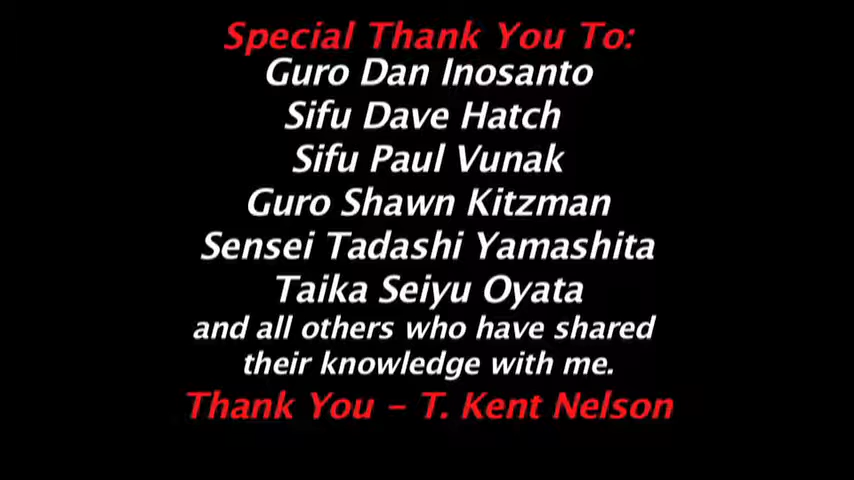 Special Thank You To:
Guro Dan Inosanto
Sifu Dave Hatch
Sifu Paul Vunak
Guro Shawn Kitzman
Sensei Tadashi Yamashita
Taika Seiyu Oyata
and all others who have shared
their knowledge with me.
Thank You - T. Kent Nelson